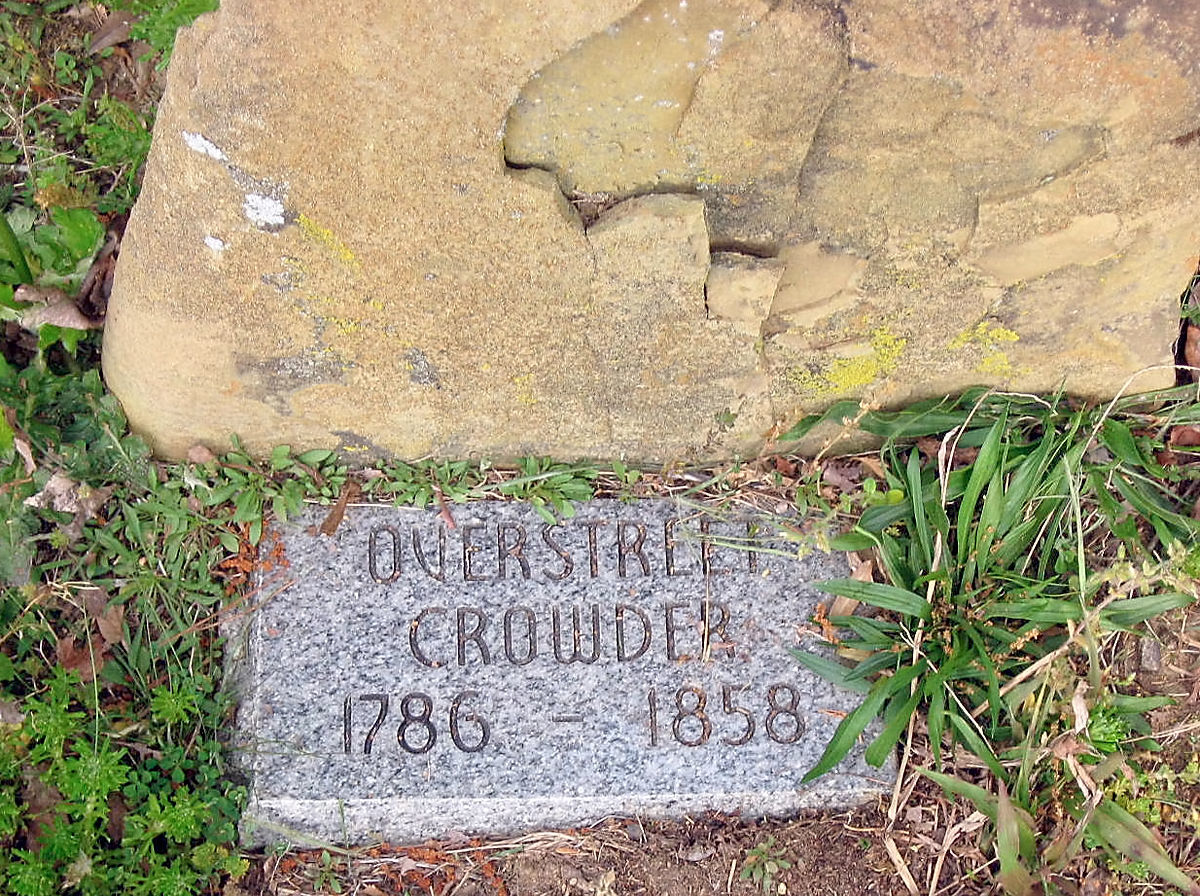 OVERSTREET
CROWDER
1786 - 1858